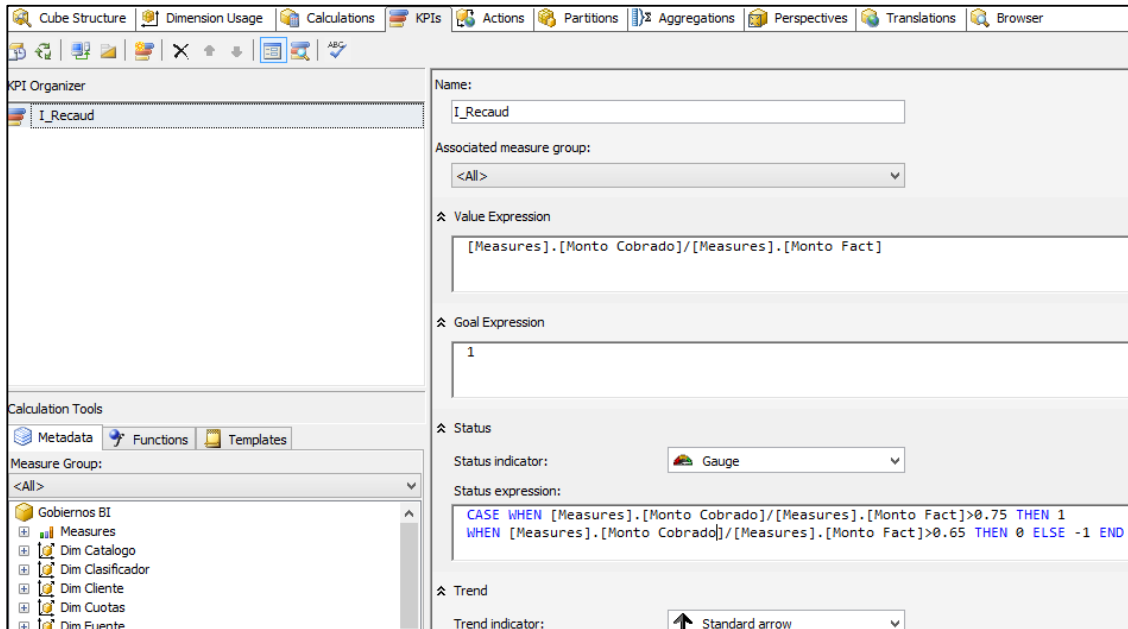 Cube Structure Dimension Usage Calculations KPIs Actions Partitions Aggregations Perspectives Translations Browser
ABC
KPI Organizer
I_Recaud
Calculation Tools
Metadata Functions Templates
Measure Group:
<All>
Gobiernos BI
Measures
Dim Catalogo
Dim Clasificador
Dim Cliente
Dim Cuotas
Dim Fuente
Name:
I_Recaud
Associated measure group:
<All>
Value Expression
[Measures].[Monto Cobrado]/[Measures].[Monto Fact]
Goal Expression
1
Status
Status indicator: Gauge
Status expression:
CASE WHEN [Measures].[Monto Cobrado]/[Measures].[Monto Fact]>0.75 THEN 1
WHEN [Measures].[Monto Cobrado]/[Measures].[Monto Fact]>0.65 THEN 0 ELSE -1 END
Trend
Trend indicator: Standard arrow